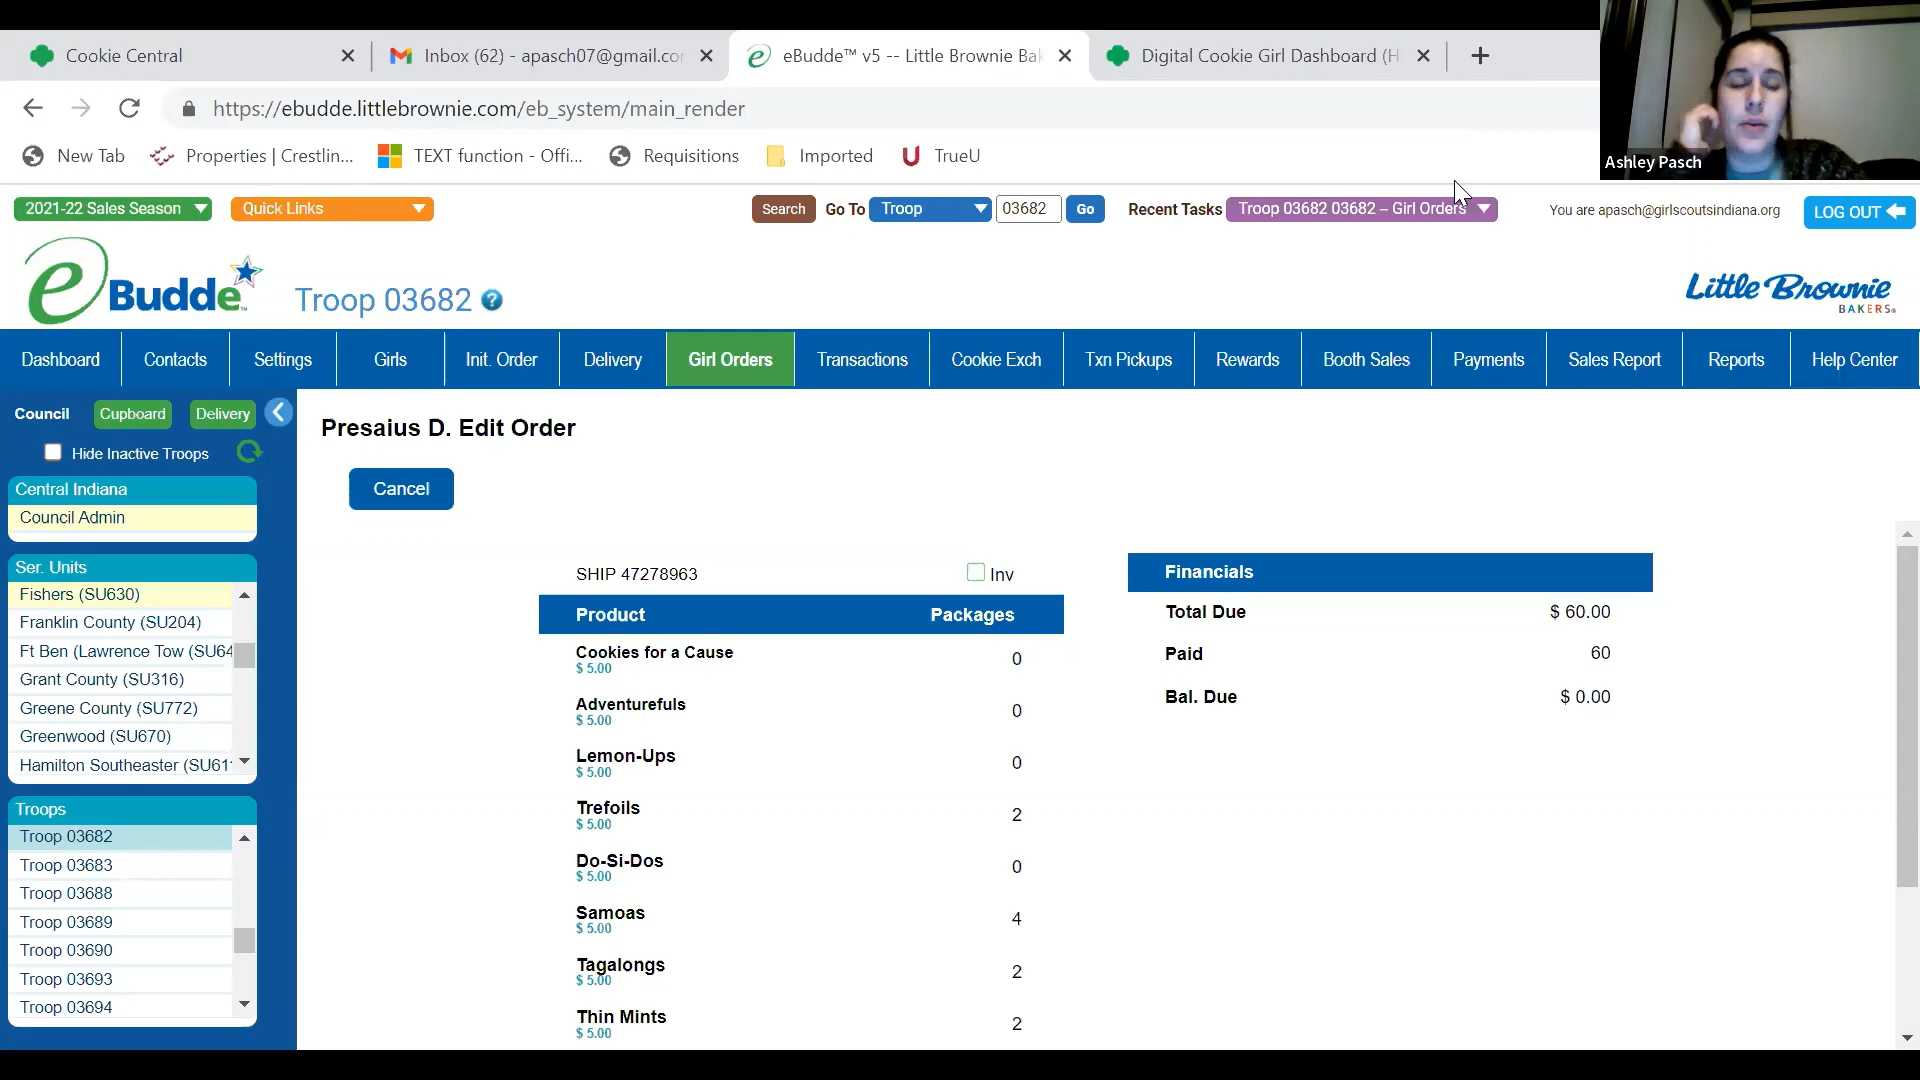 Cookie Central
Inbox (62) - apasch07@gmail.co
eBudde™ v5 -- Little Brownie Bak
Digital Cookie Girl Dashboard (H
https://ebudde.littlebrownie.com/eb_system/main_render
New Tab
Properties | Crestlin...
TEXT function - Offi...
Requisitions
Imported
TrueU
Ashley Pasch
2021-22 Sales Season
Quick Links
Search
Go To
Troop
03682
Go
Recent Tasks
Troop 03682 03682 – Girl Orders
You are apasch@girlscoutsindiana.org
LOG OUT
eBudde™
Troop 03682 ?
Little Brownie
BAKERS®
Dashboard
Contacts
Settings
Girls
Init. Order
Delivery
Girl Orders
Transactions
Cookie Exch
Txn Pickups
Rewards
Booth Sales
Payments
Sales Report
Reports
Help Center
Council
Cupboard
Delivery
Hide Inactive Troops
Central Indiana
Council Admin
Ser. Units
Fishers (SU630)
Franklin County (SU204)
Ft Ben (Lawrence Tow (SU64
Grant County (SU316)
Greene County (SU772)
Greenwood (SU670)
Hamilton Southeaster (SU611
Troops
Troop 03682
Troop 03683
Troop 03688
Troop 03689
Troop 03690
Troop 03693
Troop 03694
Presaius D. Edit Order
Cancel
SHIP 47278963
Inv
Product Packages
Cookies for a Cause
$ 5.00
0
Adventurefuls
$ 5.00
0
Lemon-Ups
$ 5.00
0
Trefoils
$ 5.00
2
Do-Si-Dos
$ 5.00
0
Samoas
$ 5.00
4
Tagalongs
$ 5.00
2
Thin Mints
$ 5.00
2
Financials
Total Due $ 60.00
Paid 60
Bal. Due $ 0.00